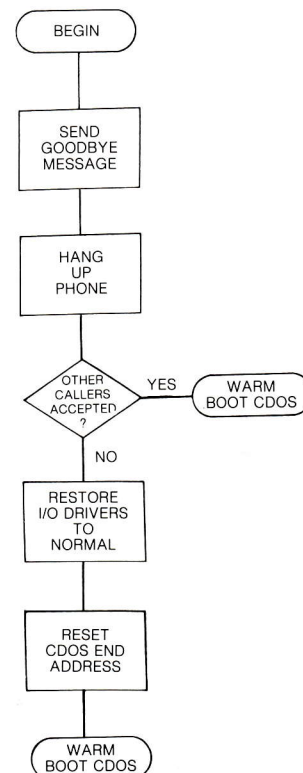 BEGIN
SEND
GOODBYE
MESSAGE
HANG
UP
PHONE
OTHER
CALLERS
ACCEPTED
?
YES
WARM
BOOT CDOS
NO
RESTORE
I/O DRIVERS
TO
NORMAL
RESET
CDOS END
ADDRESS
WARM
BOOT CDOS